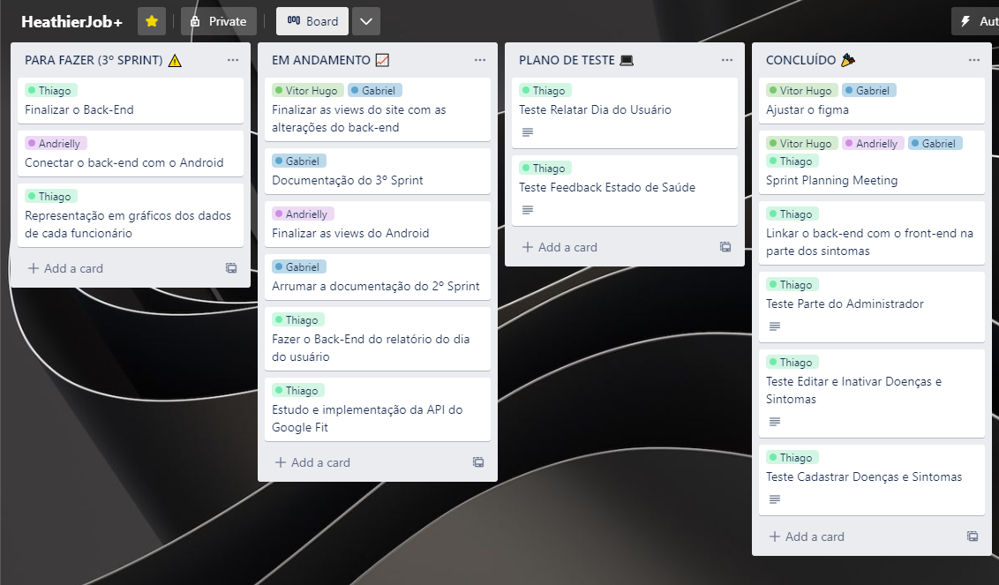 HeathierJob+
Private
Board
Aut
PARA FAZER (3º SPRINT) ⚠️
Thiago
Finalizar o Back-End
Andrielly
Conectar o back-end com o Android
Thiago
Representação em gráficos dos dados
de cada funcionário
Add a card
EM ANDAMENTO 📈
Vitor Hugo Gabriel
Finalizar as views do site com as
alterações do back-end
Gabriel
Documentação do 3º Sprint
Andrielly
Finalizar as views do Android
Gabriel
Arrumar a documentação do 2º Sprint
Thiago
Fazer o Back-End do relatório do dia
do usuário
Thiago
Estudo e implementação da API do
Google Fit
Add a card
PLANO DE TESTE 💻
Thiago
Teste Relatar Dia do Usuário
Thiago
Teste Feedback Estado de Saúde
Add a card
CONCLUÍDO 🎉
Vitor Hugo Gabriel
Ajustar o figma
Vitor Hugo Andrielly Gabriel
Thiago
Sprint Planning Meeting
Thiago
Linkar o back-end com o front-end na
parte dos sintomas
Thiago
Teste Parte do Administrador
Thiago
Teste Editar e Inativar Doenças e
Sintomas
Thiago
Teste Cadastrar Doenças e Sintomas
Add a card